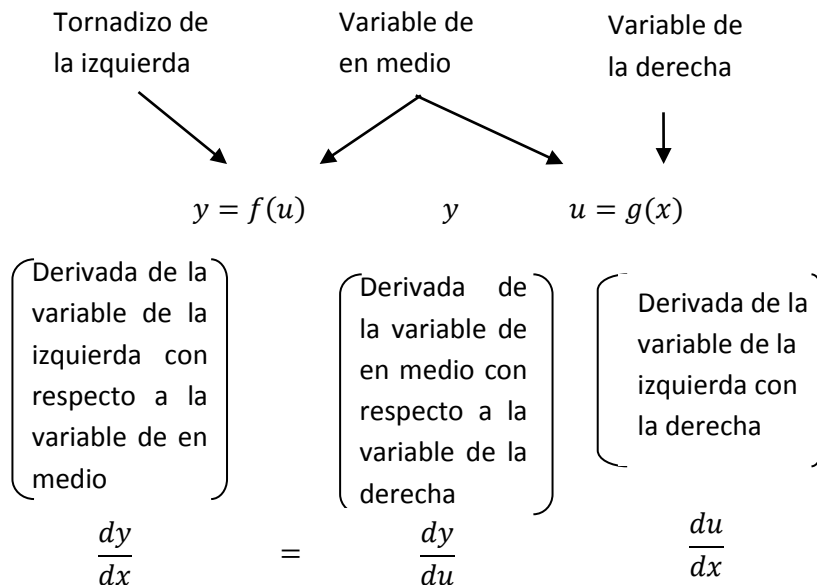 Tornadizo de
la izquierda
Variable de
en medio
Variable de
la derecha
y = f(u) y u = g(x)
Derivada de la
variable de la
izquierda con
respecto a la
variable de en
medio
Derivada de
la variable de
en medio con
respecto a la
variable de la
derecha
Derivada de la
variable de la
izquierda con
la derecha
dy/dx = dy/du du/dx